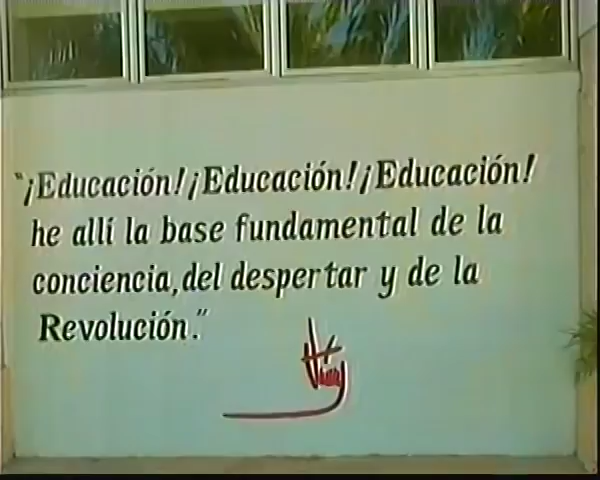 "¡Educación! ¡Educación! ¡Educación!
he allí la base fundamental de la
conciencia, del despertar y de la
Revolución."